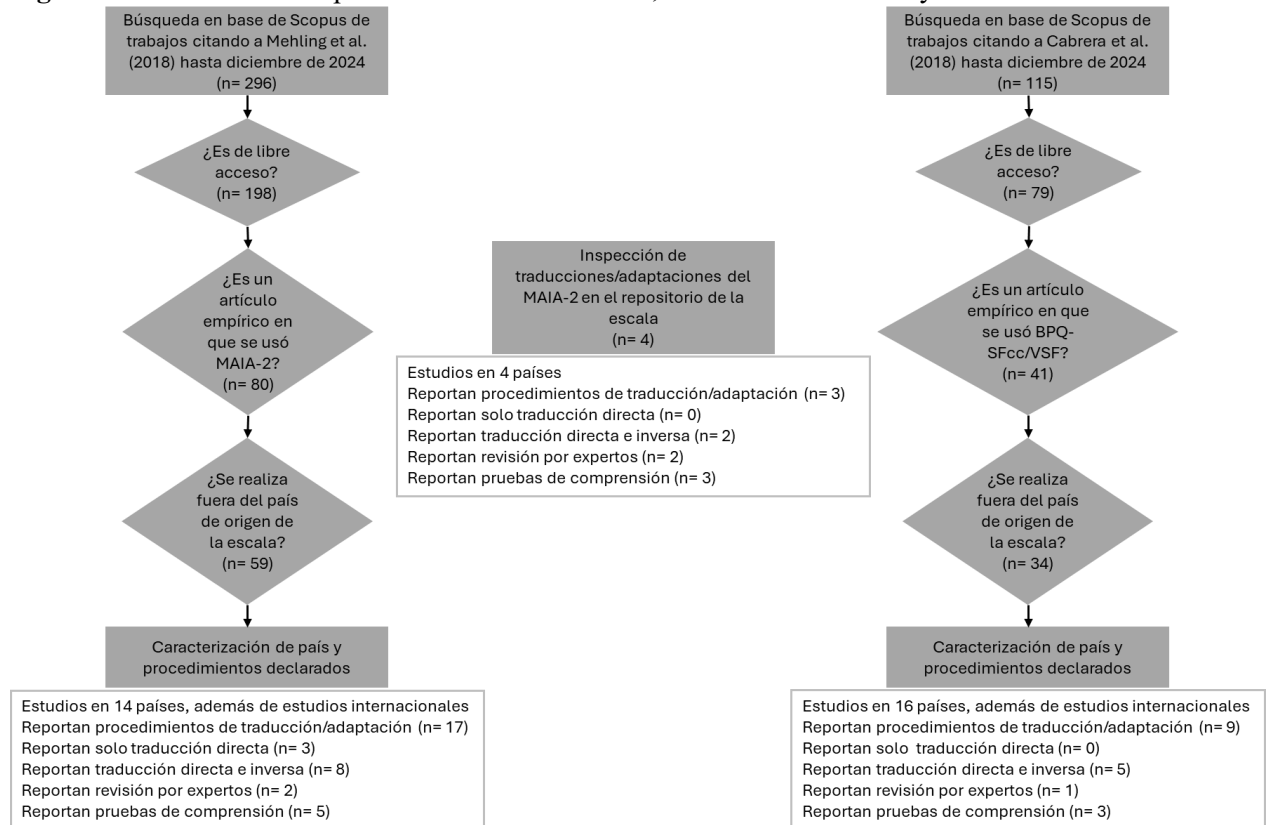 Búsqueda en base de Scopus de
trabajos citando a Mehling et al.
(2018) hasta diciembre de 2024
(n= 296)
¿Es de libre
acceso?
(n= 198)
¿Es un
artículo
empírico en
que se usó
MAIA-2?
(n= 80)
¿Se realiza
fuera del país
de origen de
la escala?
(n= 59)
Caracterización de país y
procedimientos declarados
Estudios en 14 países, además de estudios internacionales
Reportan procedimientos de traducción/adaptación (n= 17)
Reportan solo traducción directa (n= 3)
Reportan traducción directa e inversa (n= 8)
Reportan revisión por expertos (n= 2)
Reportan pruebas de comprensión (n= 5)
Inspección de
traducciones/adaptaciones del
MAIA-2 en el repositorio de la
escala
(n= 4)
Estudios en 4 países
Reportan procedimientos de traducción/adaptación (n= 3)
Reportan solo traducción directa (n= 0)
Reportan traducción directa e inversa (n= 2)
Reportan revisión por expertos (n= 2)
Reportan pruebas de comprensión (n= 3)
Búsqueda en base de Scopus de
trabajos citando a Cabrera et al.
(2018) hasta diciembre de 2024
(n= 115)
¿Es de libre
acceso?
(n= 79)
¿Es un artículo
empírico en que
se usó BPQ-
SFcc/VSF?
(n= 41)
¿Se realiza
fuera del país
de origen de
la escala?
(n= 34)
Caracterización de país y
procedimientos declarados
Estudios en 16 países, además de estudios internacionales
Reportan procedimientos de traducción/adaptación (n= 9)
Reportan solo traducción directa (n= 0)
Reportan traducción directa e inversa (n= 5)
Reportan revisión por expertos (n= 1)
Reportan pruebas de comprensión (n= 3)